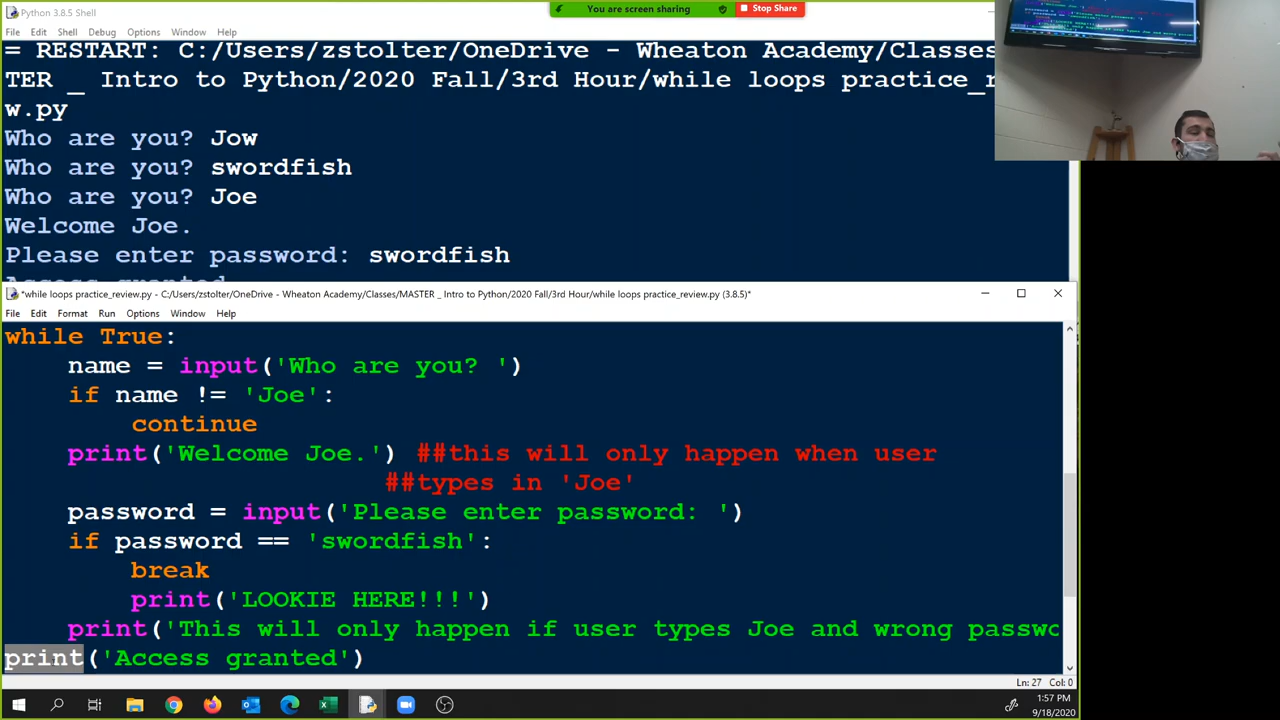 Python 3.8.5 Shell
You are screen sharing
Stop Share
File Edit Shell Debug Options Window Help
= RESTART: C:/Users/zstolter/OneDrive - Wheaton Academy/Classes
TER _ Intro to Python/2020 Fall/3rd Hour/while loops practice_r
w.py
Who are you? Jow
Who are you? swordfish
Who are you? Joe
Welcome Joe.
Please enter password: swordfish
Access granted
*while loops practice_review.py - C:/Users/zstolter/OneDrive - Wheaton Academy/Classes/MASTER _ Intro to Python/2020 Fall/3rd Hour/while loops practice_review.py (3.8.5)*
File Edit Format Run Options Window Help
while True:
name = input('Who are you? ')
if name != 'Joe':
continue
print('Welcome Joe.') ##this will only happen when user
##types in 'Joe'
password = input('Please enter password: ')
if password == 'swordfish':
break
print('LOOKIE HERE!!!')
print('This will only happen if user types Joe and wrong passwo
print('Access granted')
Ln: 27 Col: 0
1:57 PM
9/18/2020